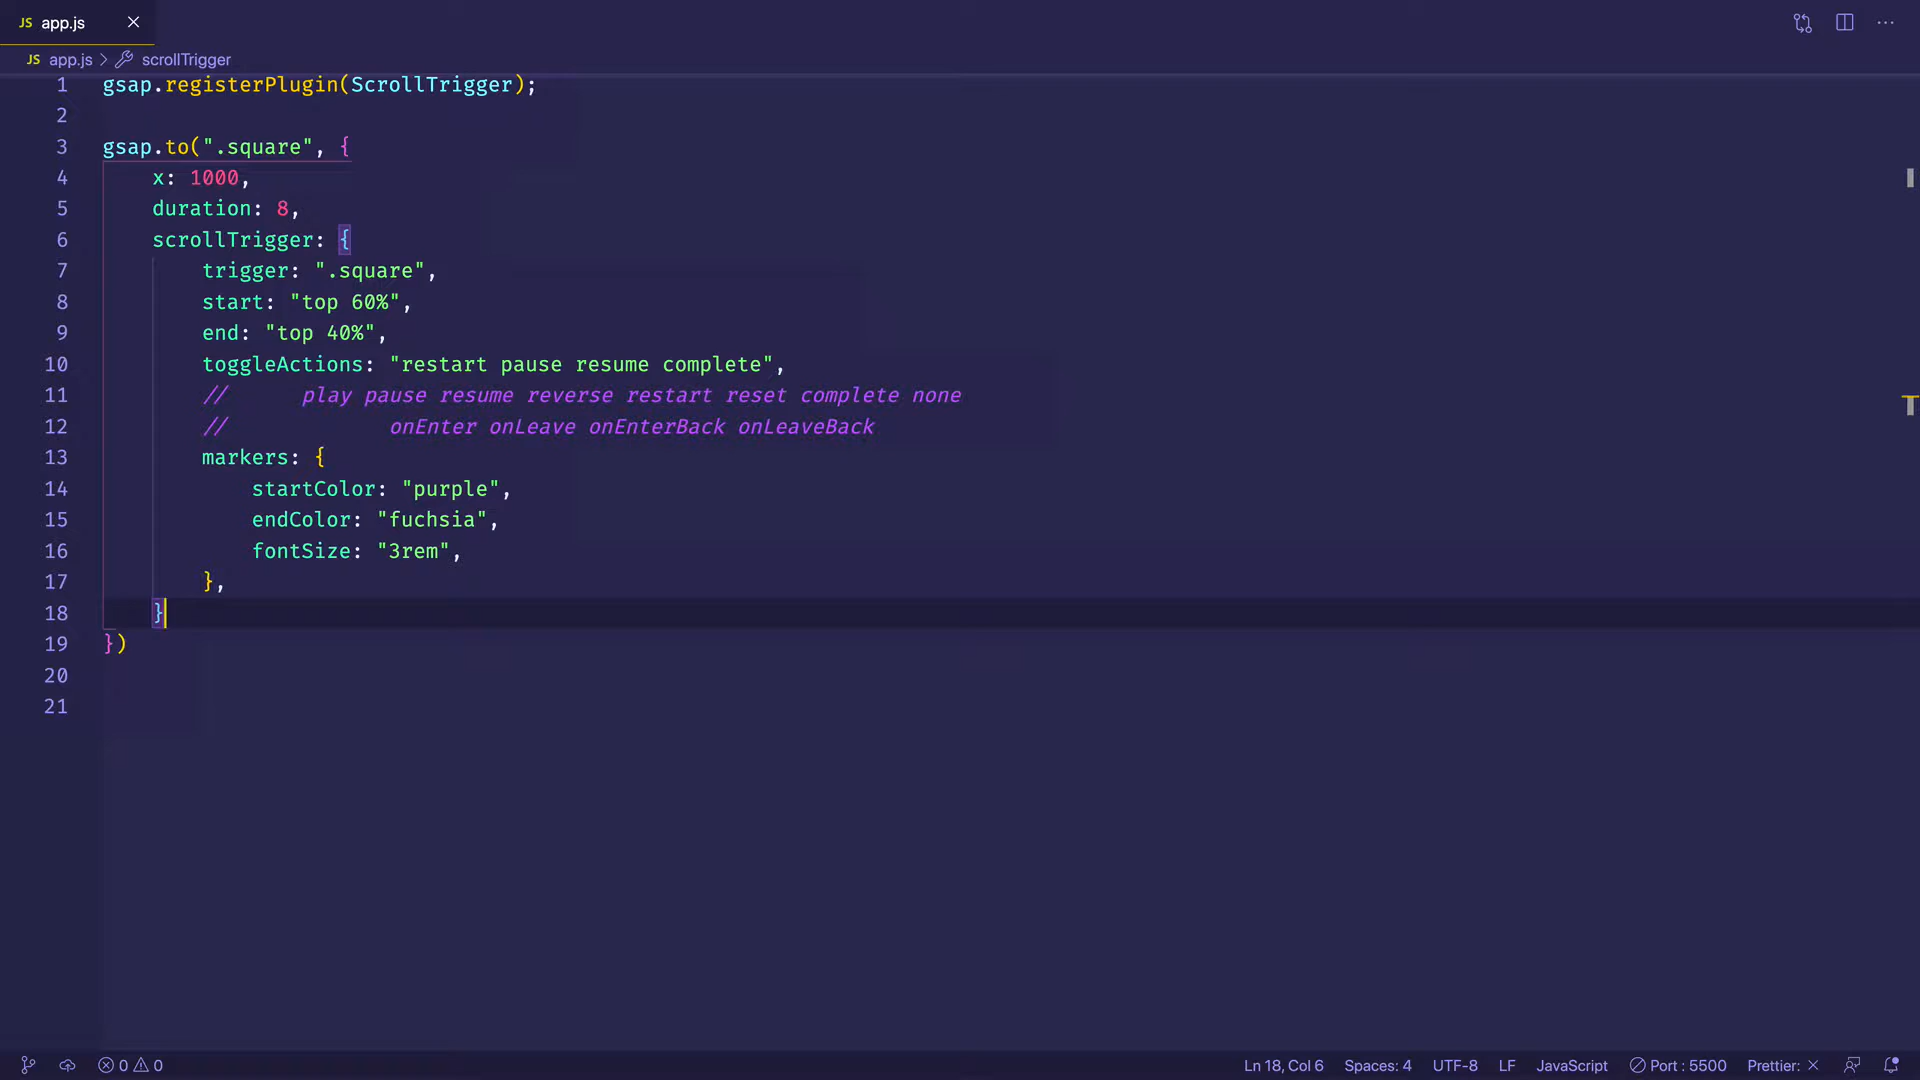 JS app.js
JS app.js > scrollTrigger
1 gsap.registerPlugin(ScrollTrigger);
2
3 gsap.to(".square", {
4 x: 1000,
5 duration: 8,
6 scrollTrigger: {
7 trigger: ".square",
8 start: "top 60%",
9 end: "top 40%",
10 toggleActions: "restart pause resume complete",
11 // play pause resume reverse restart reset complete none
12 // onEnter onLeave onEnterBack onLeaveBack
13 markers: {
14 startColor: "purple",
15 endColor: "fuchsia",
16 fontSize: "3rem",
17 },
18 }
19 })
20
21
0 0 Ln 18, Col 6 Spaces: 4 UTF-8 LF JavaScript Port : 5500 Prettier: ×